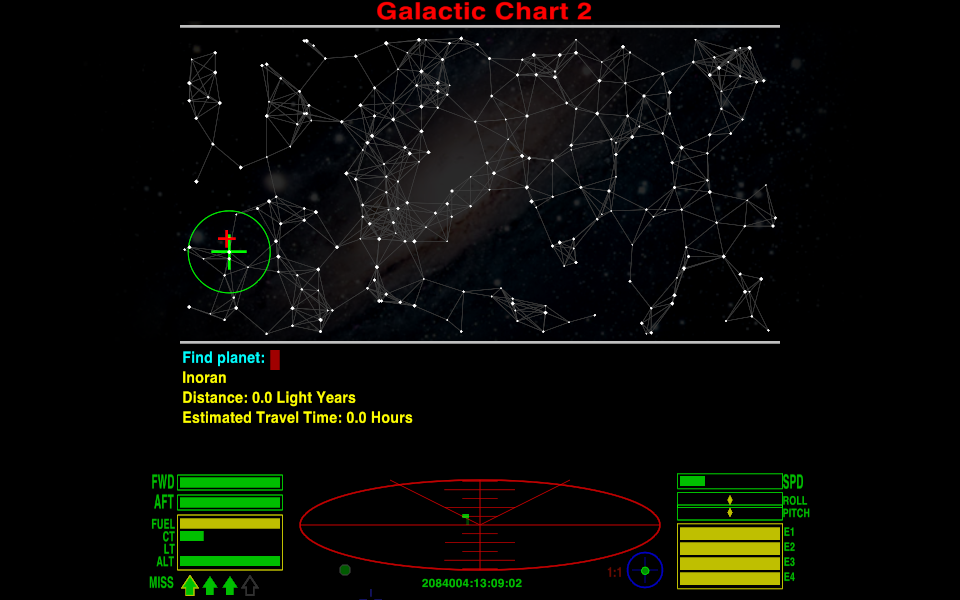 Galactic Chart 2
Find planet:
Inoran
Distance: 0.0 Light Years
Estimated Travel Time: 0.0 Hours
FWD
AFT
FUEL
CT
LT
ALT
MISS
1:1
2084004:13:09:02
SPD
ROLL
PITCH
E1
E2
E3
E4